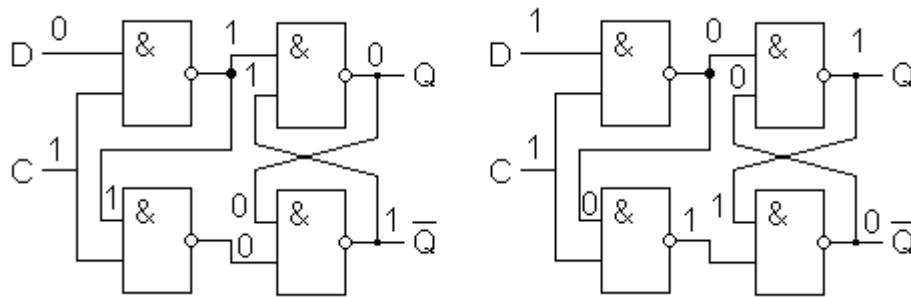 0 1 0 1 0 1
D & & Q D & & Q
1 0
1 1
C C
1 0 0 1
& & & &
0 1 Q 1 0 Q